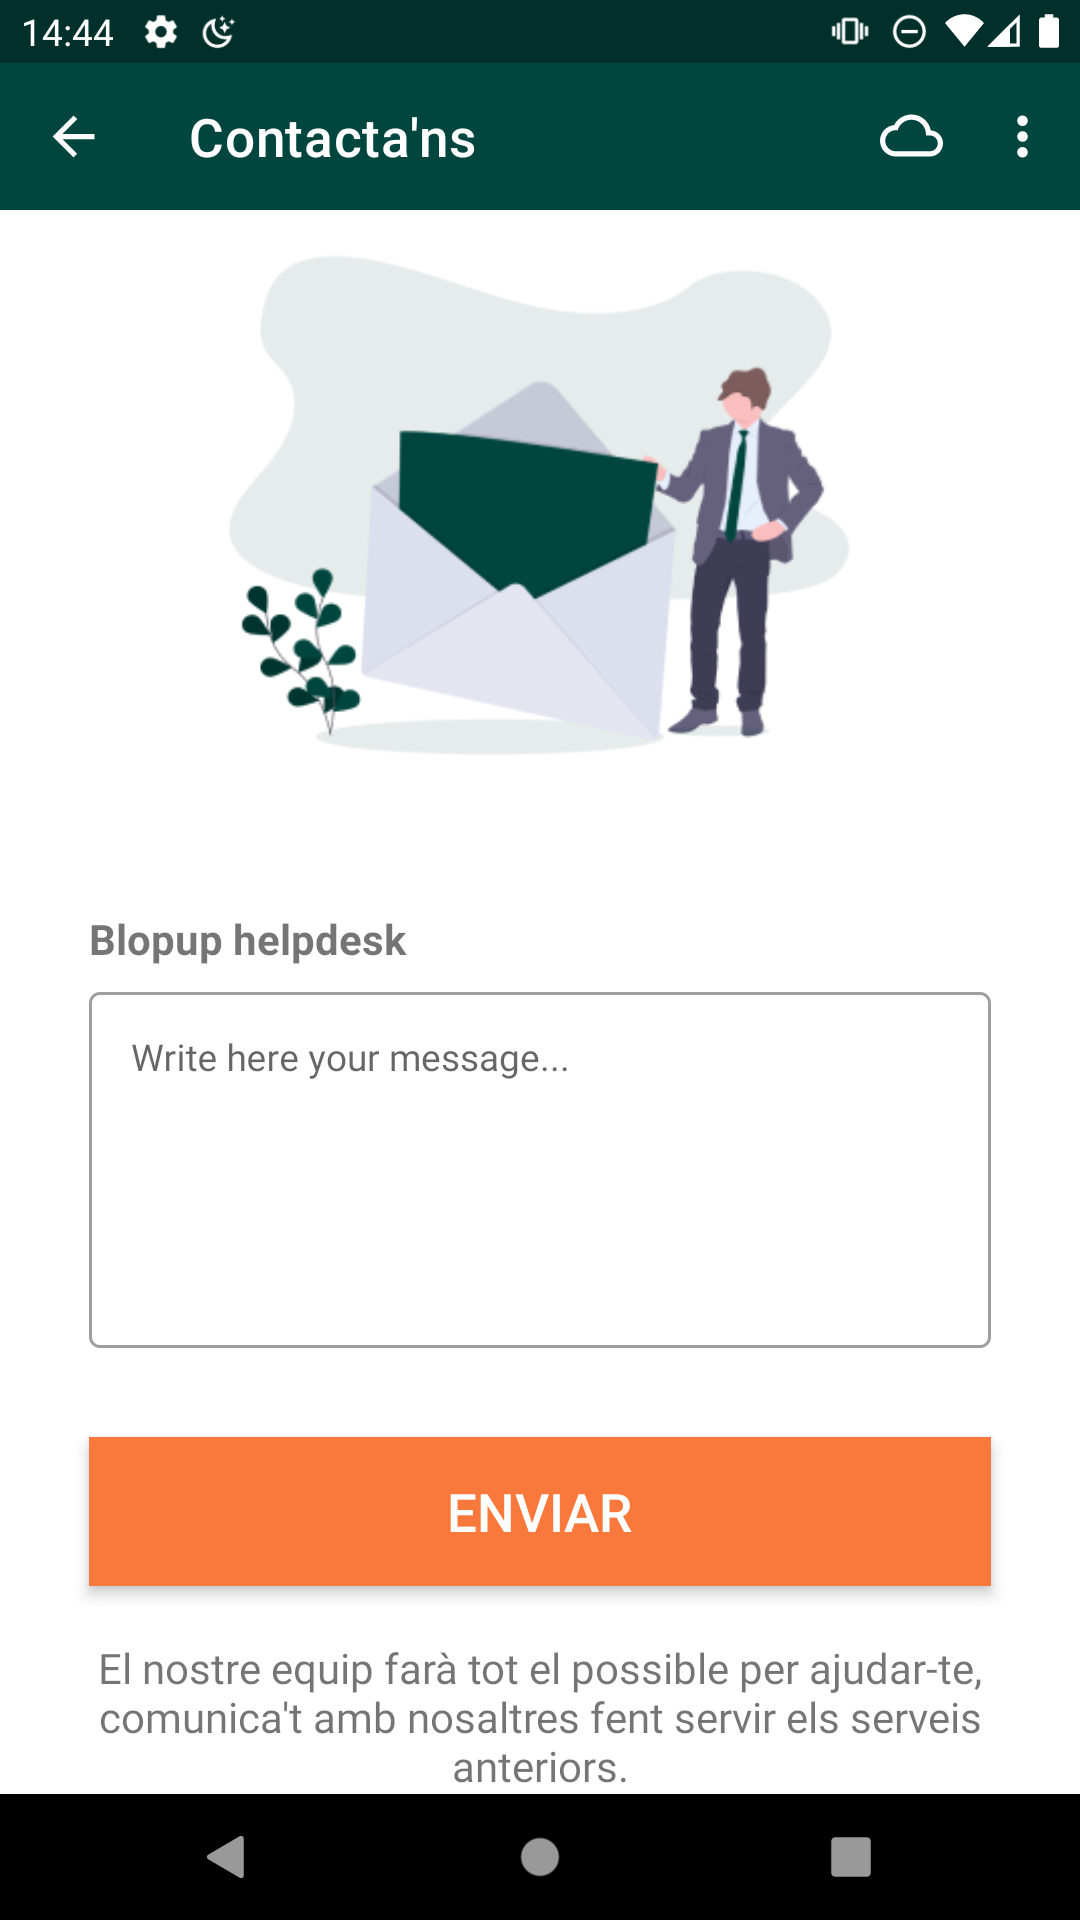 14:44
Contacta'ns
Blopup helpdesk
Write here your message...
ENVIAR
El nostre equip farà tot el possible per ajudar-te,
comunica't amb nosaltres fent servir els serveis
anteriors.